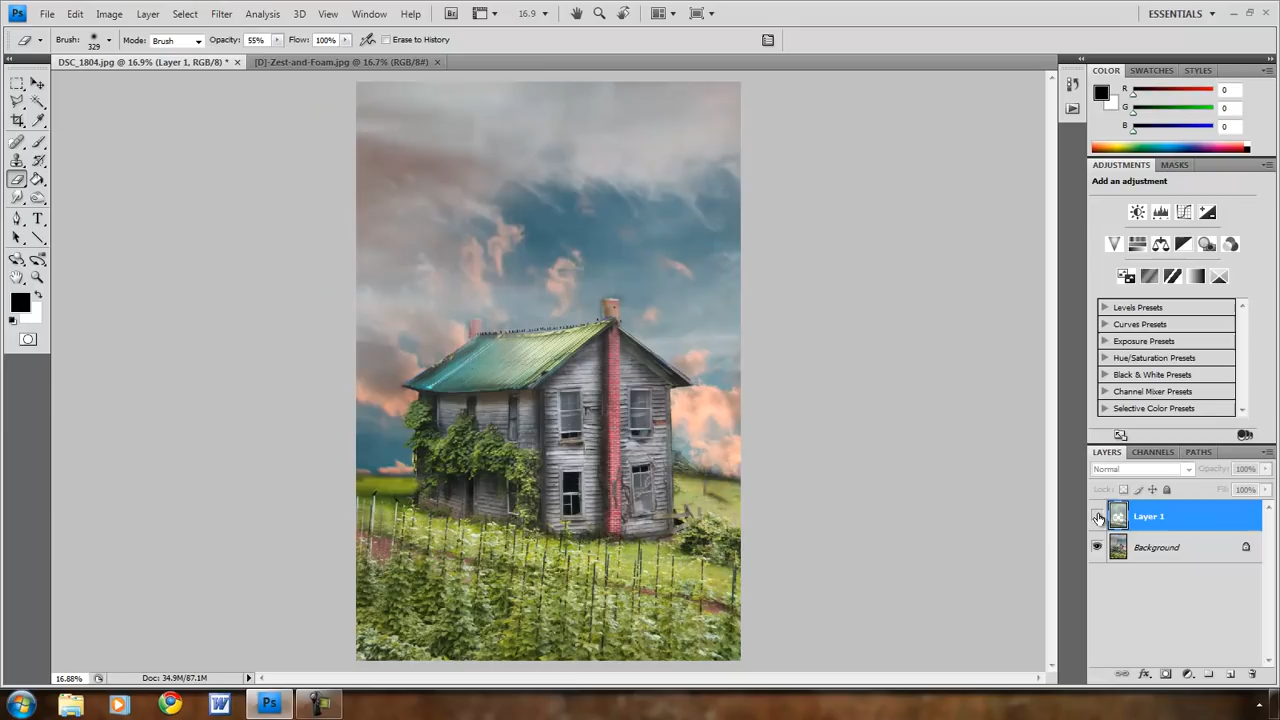 Ps File Edit Image Layer Select Filter Analysis 3D View Window Help Br 16.9 ESSENTIALS
Brush: 329 Mode: Brush Opacity: 55% Flow: 100% Erase to History
DSC_1804.jpg @ 16.9% (Layer 1, RGB/8) * × [D]-Zest-and-Foam.jpg @ 16.7% (RGB/8#) ×
COLOR SWATCHES STYLES
R 0
G 0
B 0
ADJUSTMENTS MASKS
Add an adjustment
Levels Presets
Curves Presets
Exposure Presets
Hue/Saturation Presets
Black & White Presets
Channel Mixer Presets
Selective Color Presets
LAYERS CHANNELS PATHS
Normal Opacity: 100%
Lock: Fill: 100%
Layer 1
Background
16.88% Doc: 34.9M/87.1M
W Ps